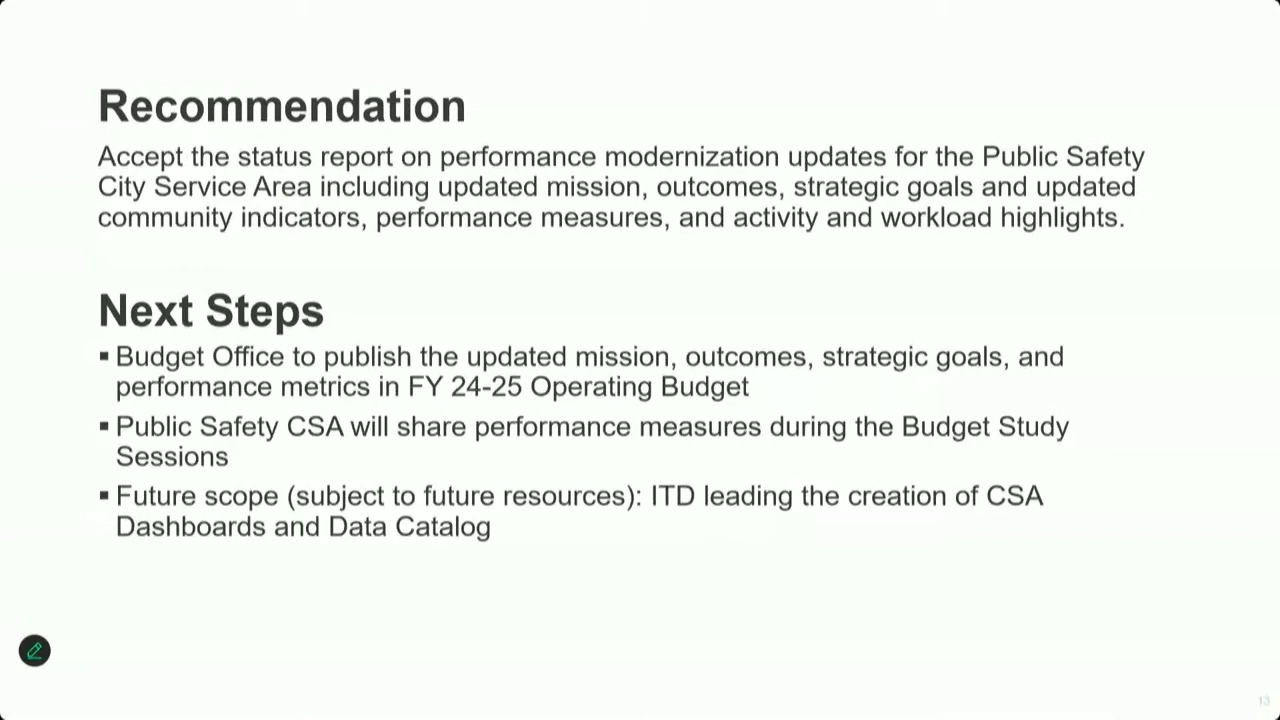 Recommendation
Accept the status report on performance modernization updates for the Public Safety
City Service Area including updated mission, outcomes, strategic goals and updated
community indicators, performance measures, and activity and workload highlights.
Next Steps
▪ Budget Office to publish the updated mission, outcomes, strategic goals, and
performance metrics in FY 24-25 Operating Budget
▪ Public Safety CSA will share performance measures during the Budget Study
Sessions
▪ Future scope (subject to future resources): ITD leading the creation of CSA
Dashboards and Data Catalog
13